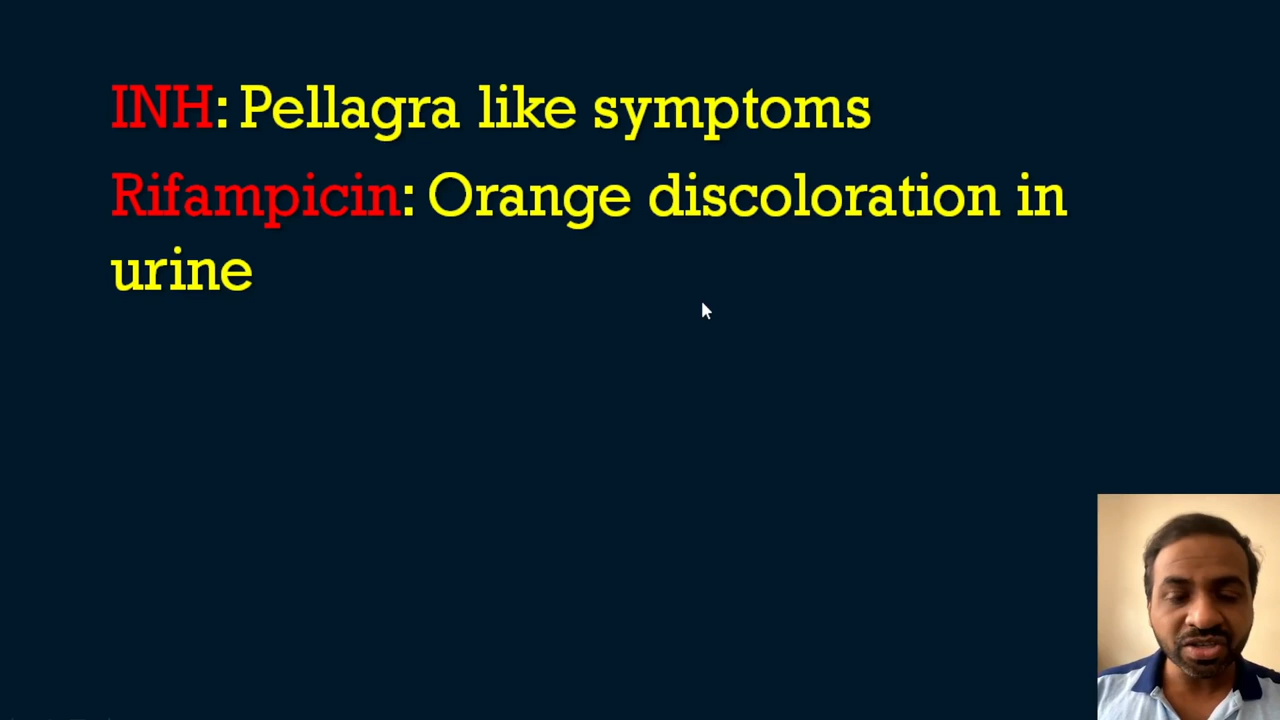 INH: Pellagra like symptoms
Rifampicin: Orange discoloration in
urine